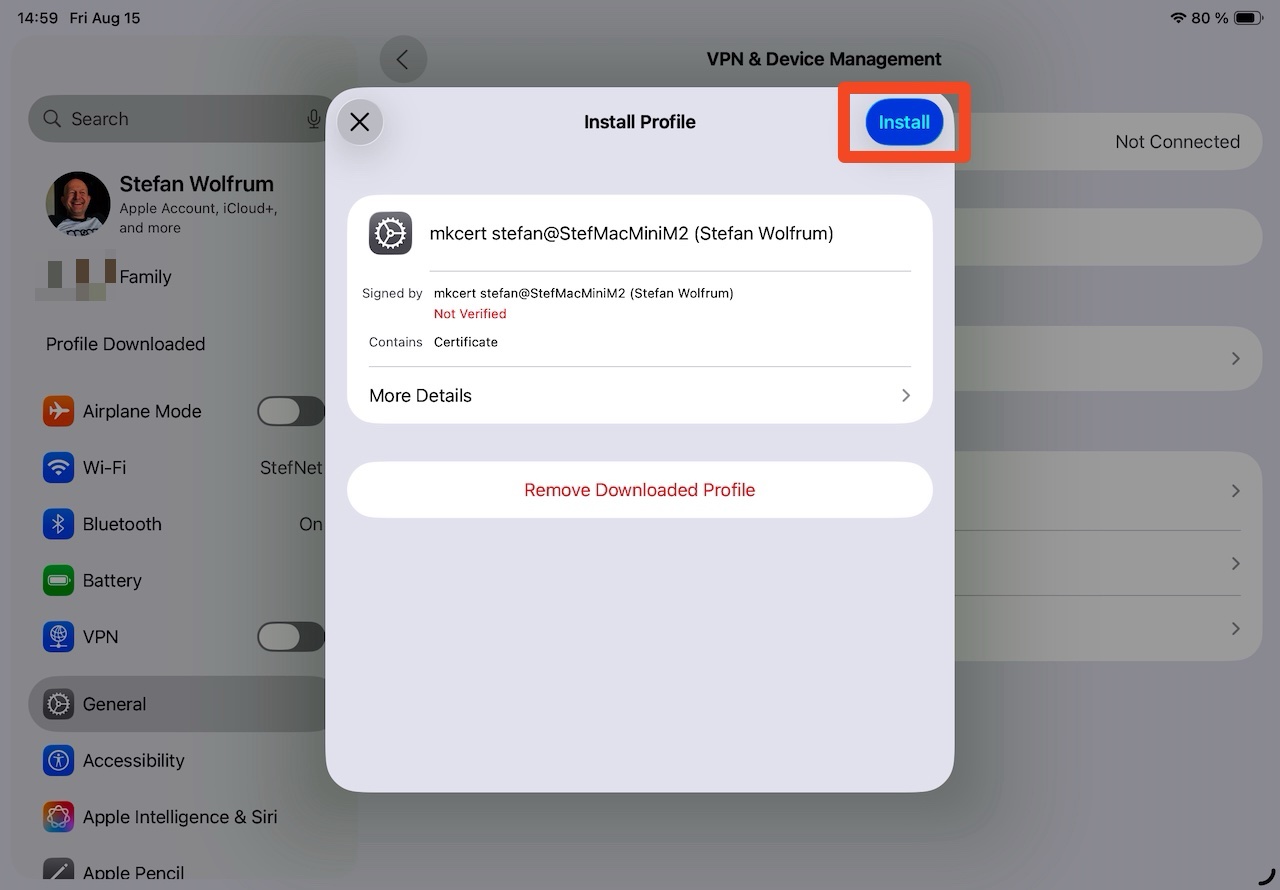 14:59 Fri Aug 15
80 %
VPN & Device Management
Search
Install Profile
Install
Not Connected
Stefan Wolfrum
Apple Account, iCloud+,
and more
Family
Profile Downloaded
Airplane Mode
Wi-Fi StefNet
Bluetooth On
Battery
VPN
General
Accessibility
Apple Intelligence & Siri
Apple Pencil
mkcert stefan@StefMacMiniM2 (Stefan Wolfrum)
Signed by mkcert stefan@StefMacMiniM2 (Stefan Wolfrum)
Not Verified
Contains Certificate
More Details
Remove Downloaded Profile